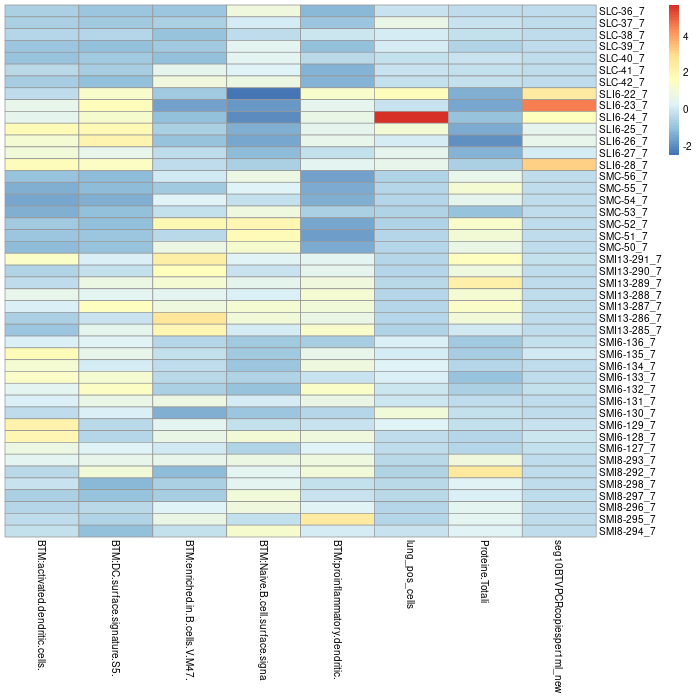 SLC-36_7
SLC-37_7
SLC-38_7
SLC-39_7
SLC-40_7
SLC-41_7
SLC-42_7
SLI6-22_7
SLI6-23_7
SLI6-24_7
SLI6-25_7
SLI6-26_7
SLI6-27_7
SLI6-28_7
SMC-56_7
SMC-55_7
SMC-54_7
SMC-53_7
SMC-52_7
SMC-51_7
SMC-50_7
SMI13-291_7
SMI13-290_7
SMI13-289_7
SMI13-288_7
SMI13-287_7
SMI13-286_7
SMI13-285_7
SMI6-136_7
SMI6-135_7
SMI6-134_7
SMI6-133_7
SMI6-132_7
SMI6-131_7
SMI6-130_7
SMI6-129_7
SMI6-128_7
SMI6-127_7
SMI8-293_7
SMI8-292_7
SMI8-298_7
SMI8-297_7
SMI8-296_7
SMI8-295_7
SMI8-294_7
4
2
0
-2
BTM:activated.dendritic.cells.
BTM:DC.surface.signature.S5.
BTM:enriched.in.B.cells.V.M47.
BTM:Naive.B.cell.surface.signa
BTM:proinflammatory.dendritic.
lung_pos_cells
Proteine.Totali
seg10BTVPCRcopiesper1ml_new